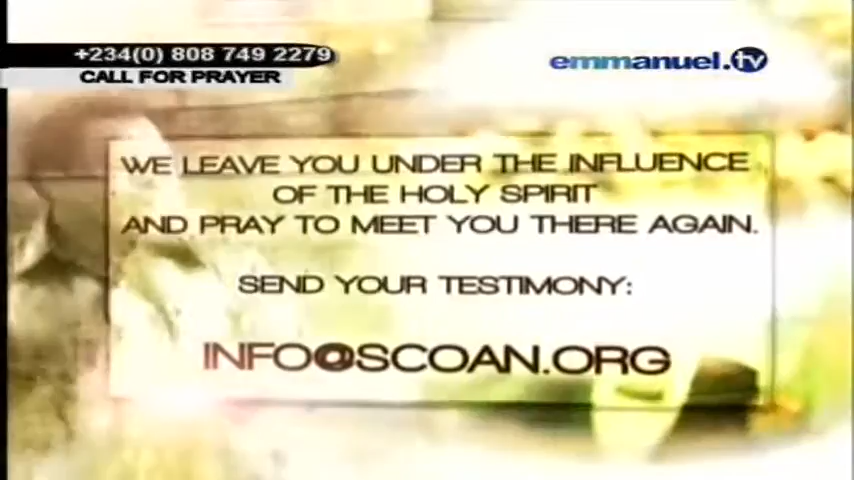 +234(0) 808 749 2279
CALL FOR PRAYER
emmanuel.tv
WE LEAVE YOU UNDER THE INFLUENCE
OF THE HOLY SPIRIT
AND PRAY TO MEET YOU THERE AGAIN.
SEND YOUR TESTIMONY:
INFO@SCOAN.ORG